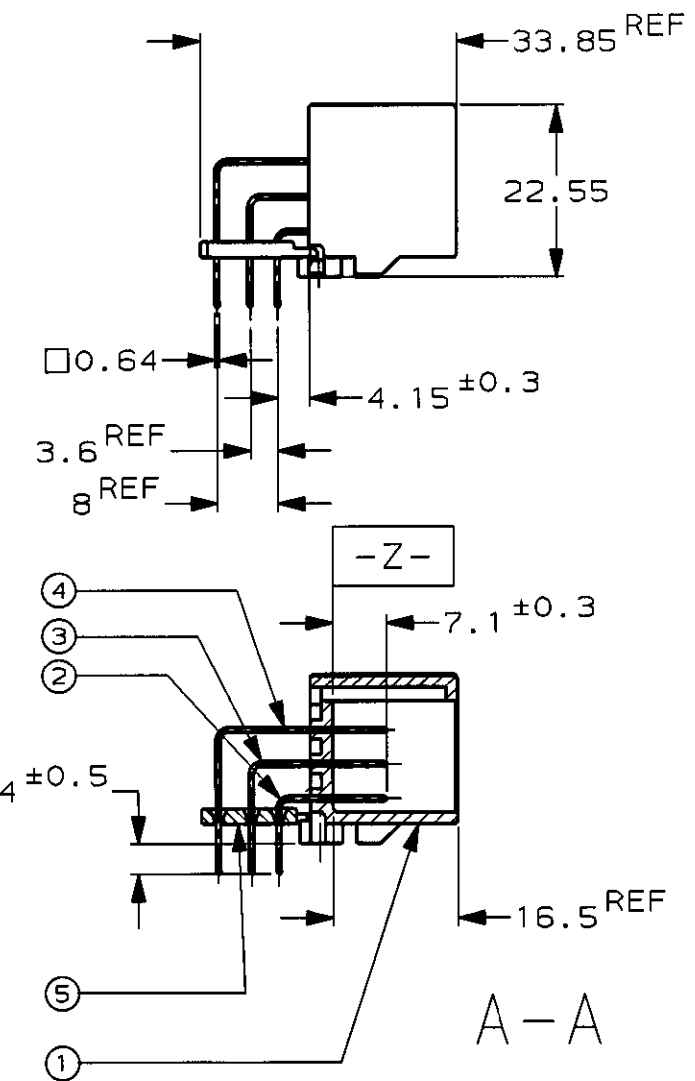 33.85 REF
22.55
□0.64
4.15 ±0.3
3.6 REF
8 REF
-Z-
4
7.1 ±0.3
3
2
4 ±0.5
16.5 REF
5
A-A
1